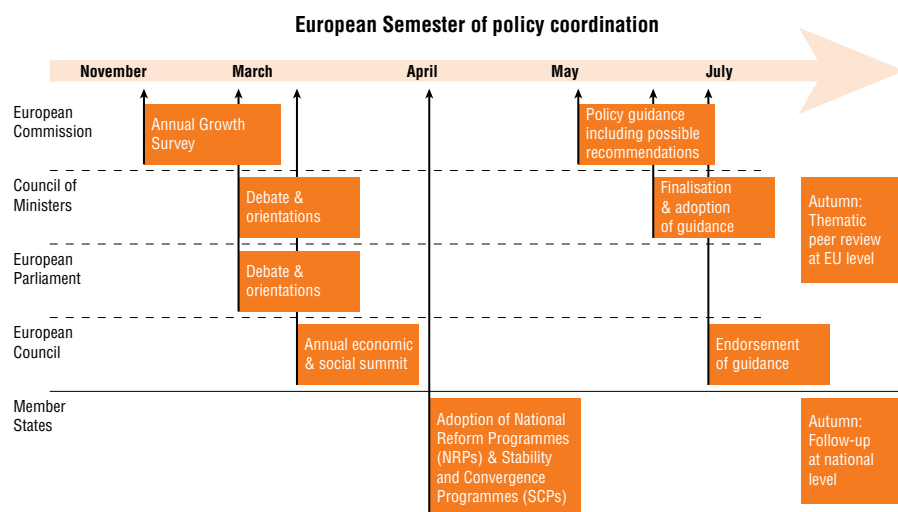 European Semester of policy coordination
November March April May July
European
Commission
Annual Growth
Survey
Policy guidance
including possible
recommendations
Council of
Ministers
Debate &
orientations
Finalisation
& adoption
of guidance
Autumn:
Thematic
peer review
at EU level
European
Parliament
Debate &
orientations
European
Council
Annual economic
& social summit
Endorsement
of guidance
Member
States
Adoption of National
Reform Programmes
(NRPs) & Stability
and Convergence
Programmes (SCPs)
Autumn:
Follow-up
at national
level